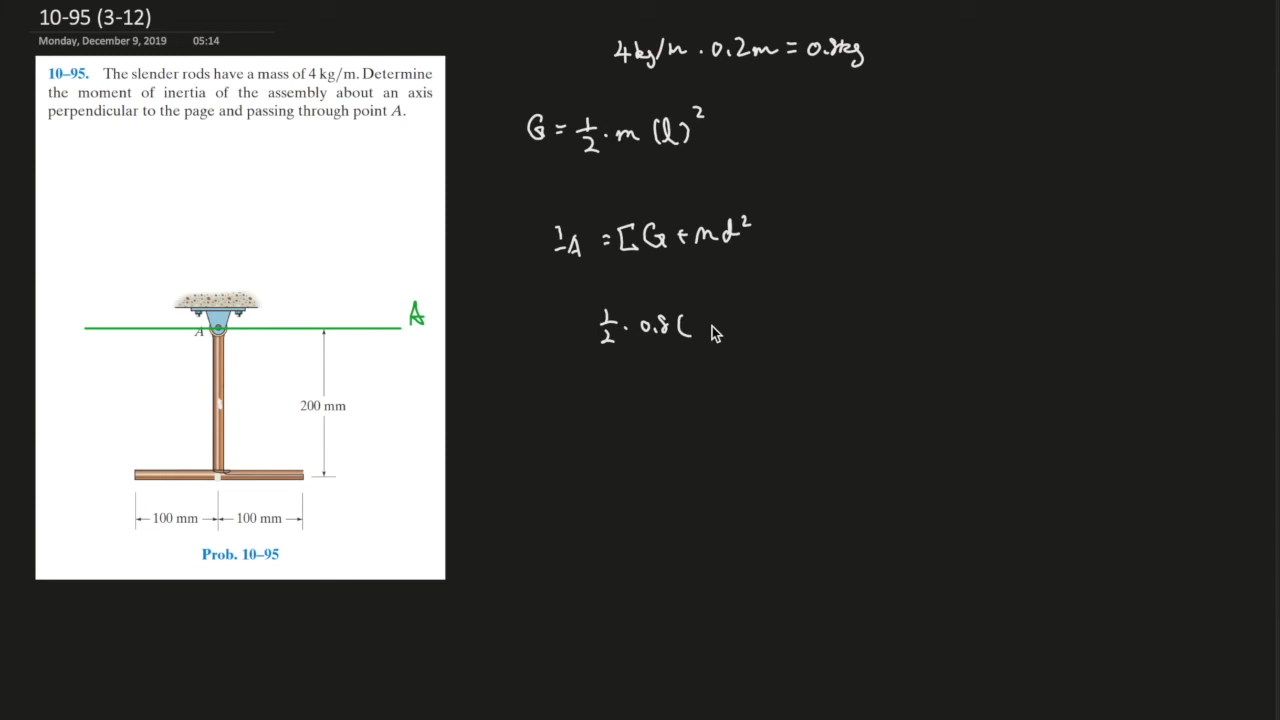 10-95 (3-12)
Monday, December 9, 2019 05:14
10–95. The slender rods have a mass of 4 kg/m. Determine
the moment of inertia of the assembly about an axis
perpendicular to the page and passing through point A.
A
A
200 mm
100 mm 100 mm
Prob. 10–95
4kg/m · 0.2m = 0.8kg
G = 1/2 · m (l)²
IA = IG + md²
1/2 · 0.8 (